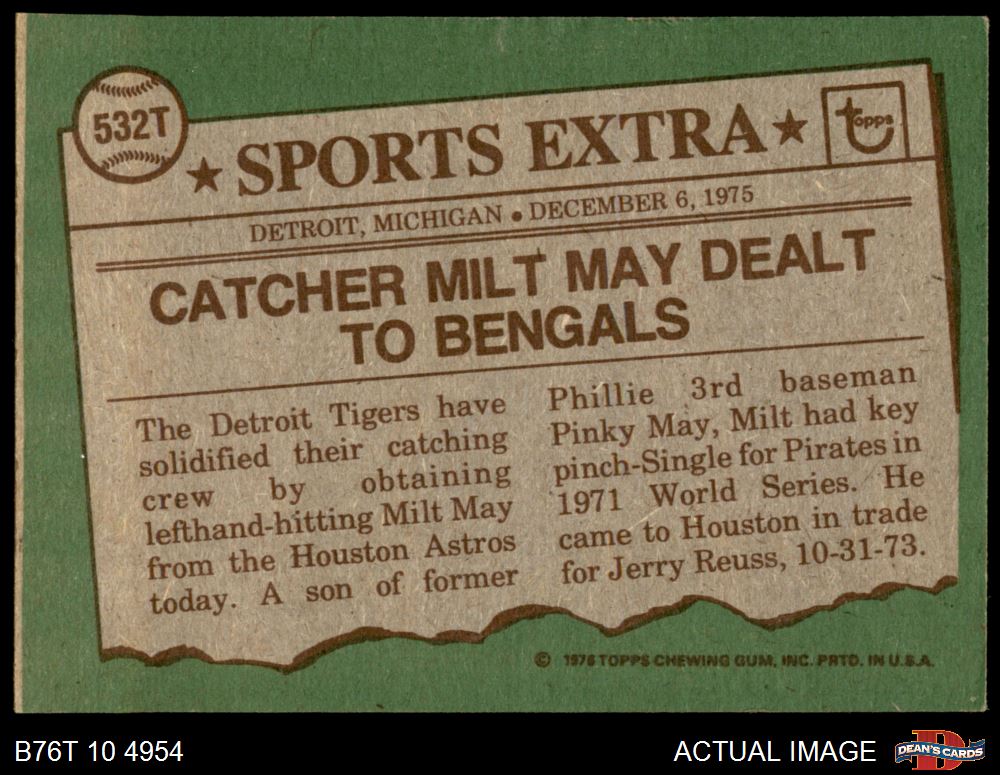 532T
★ SPORTS EXTRA ★
topps
DETROIT, MICHIGAN ● DECEMBER 6, 1975
CATCHER MILT MAY DEALT
TO BENGALS
The Detroit Tigers have
solidified their catching
crew by obtaining
lefthand-hitting Milt May
from the Houston Astros
today. A son of former
Phillie 3rd baseman
Pinky May, Milt had key
pinch-Single for Pirates in
1971 World Series. He
came to Houston in trade
for Jerry Reuss, 10-31-73.
© 1976 TOPPS CHEWING GUM, INC. PRTD. IN U.S.A.
B76T 10 4954
ACTUAL IMAGE
D
DEAN'S CARDS